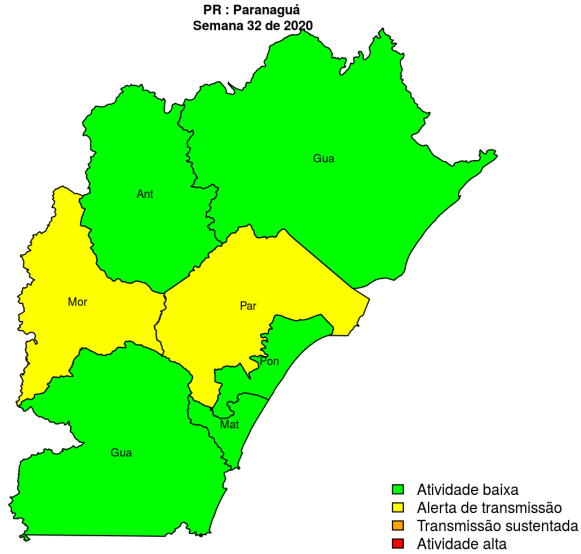 PR : Paranaguá
Semana 32 de 2020
Gua
Ant
Mor
Par
Pon
Mat
Gua
Atividade baixa
Alerta de transmissão
Transmissão sustentada
Atividade alta